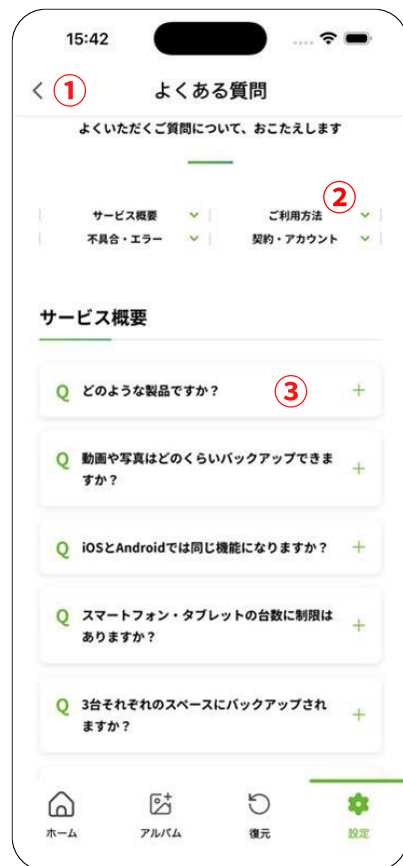 15:42
①
よくある質問
よくいただくご質問について、おこたえします
②
サービス概要
ご利用方法
不具合・エラー
契約・アカウント
サービス概要
Q どのような製品ですか？ ③
Q 動画や写真はどのくらいバックアップできま
すか？
Q iOSとAndroidでは同じ機能になりますか？
Q スマートフォン・タブレットの台数に制限は
ありますか？
Q 3台それぞれのスペースにバックアップされ
ますか？
ホーム
アルバム
復元
設定